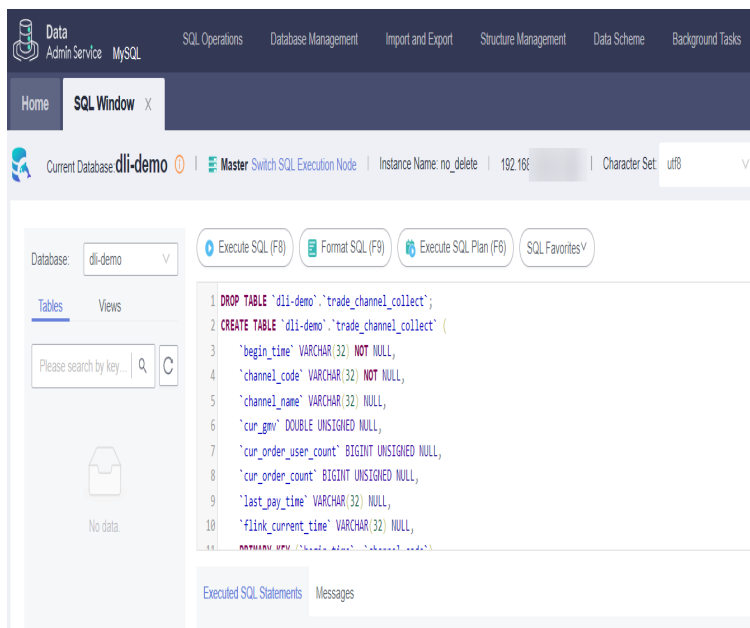 Data
Admin Service MySQL
SQL Operations Database Management Import and Export Structure Management Data Scheme Background Tasks
Home SQL Window X
Current Database:dli-demo Master Switch SQL Execution Node | Instance Name: no_delete | 192.168 | Character Set: utf8
Database: dli-demo
Execute SQL (F8) Format SQL (F9) Execute SQL Plan (F6) SQL Favorites
Tables Views
Please search by key...
No data.
1 DROP TABLE `dli-demo`.`trade_channel_collect`;
2 CREATE TABLE `dli-demo`.`trade_channel_collect` (
3 `begin_time` VARCHAR(32) NOT NULL,
4 `channel_code` VARCHAR(32) NOT NULL,
5 `channel_name` VARCHAR(32) NULL,
6 `cur_gmv` DOUBLE UNSIGNED NULL,
7 `cur_order_user_count` BIGINT UNSIGNED NULL,
8 `cur_order_count` BIGINT UNSIGNED NULL,
9 `last_pay_time` VARCHAR(32) NULL,
10 `flink_current_time` VARCHAR(32) NULL,
11 PRIMARY KEY (`begin_time`, `channel_code`)
Executed SQL Statements Messages